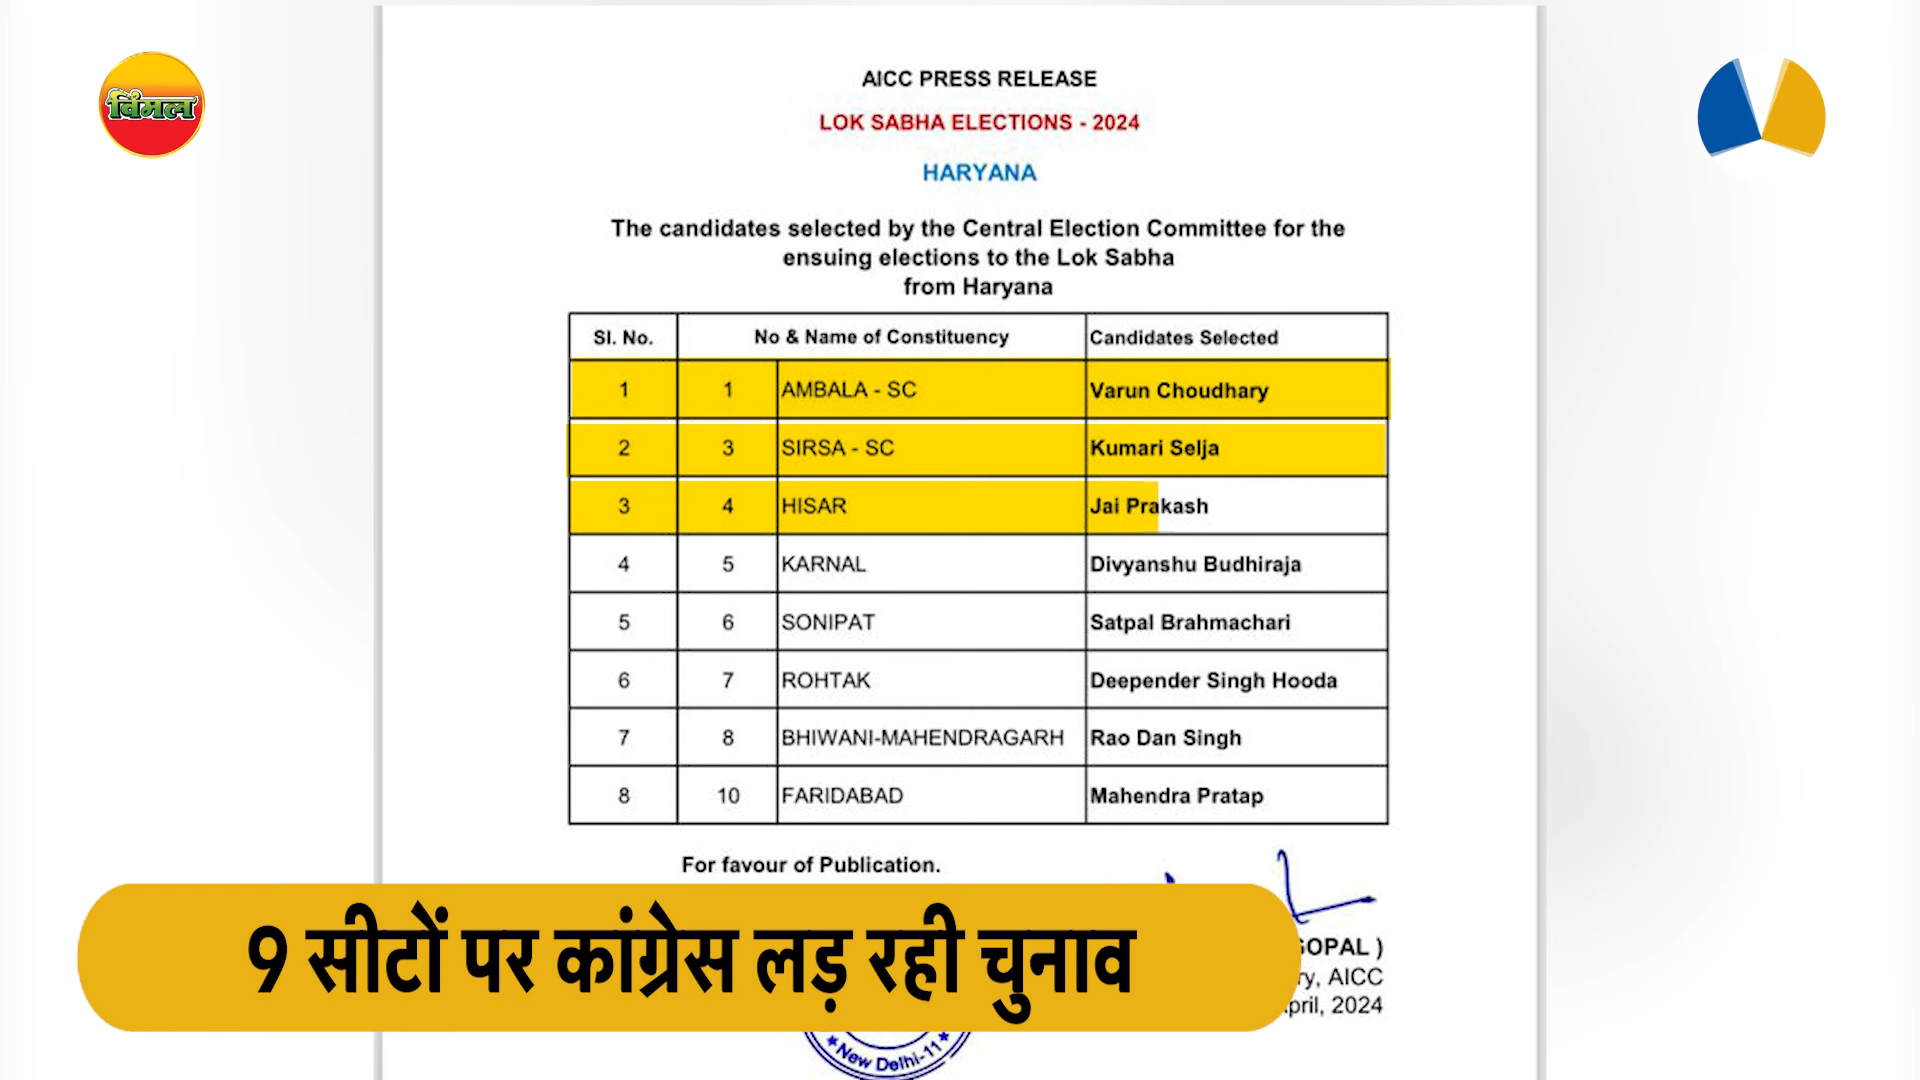 विमल
AICC PRESS RELEASE
LOK SABHA ELECTIONS - 2024
HARYANA
The candidates selected by the Central Election Committee for the
ensuing elections to the Lok Sabha
from Haryana
Sl. No. No & Name of Constituency Candidates Selected
1 1 AMBALA - SC Varun Choudhary
2 3 SIRSA - SC Kumari Selja
3 4 HISAR Jai Prakash
4 5 KARNAL Divyanshu Budhiraja
5 6 SONIPAT Satpal Brahmachari
6 7 ROHTAK Deepender Singh Hooda
7 8 BHIWANI-MAHENDRAGARH Rao Dan Singh
8 10 FARIDABAD Mahendra Pratap
For favour of Publication.
GOPAL )
AICC
2024
9 सीटों पर कांग्रेस लड़ रही चुनाव
New Delhi-11